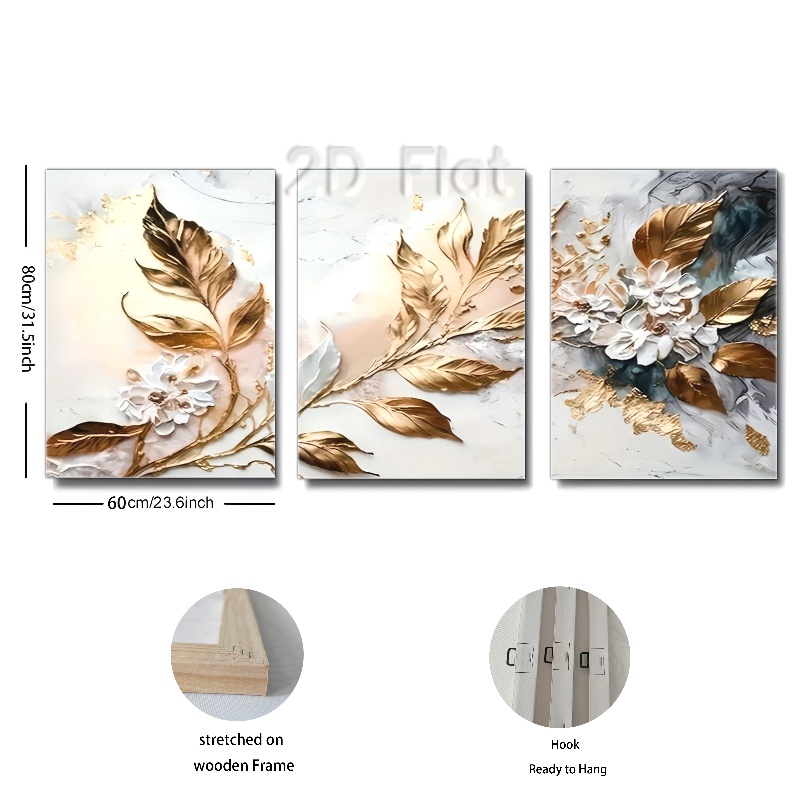 2D Flat
80cm/31.5inch
60cm/23.6inch
stretched on
wooden Frame
Hook
Ready to Hang